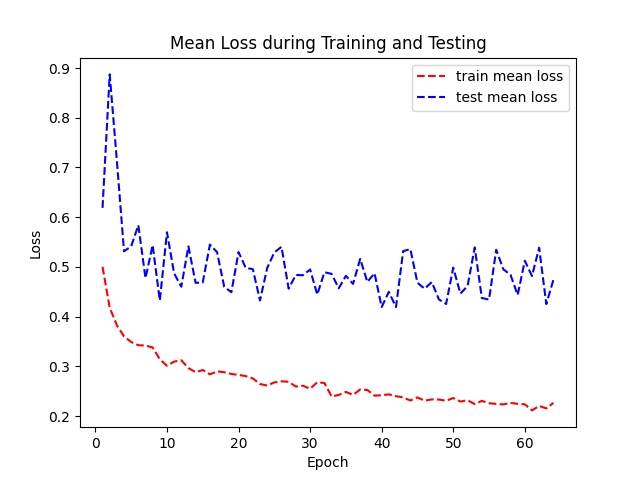 Mean Loss during Training and Testing
train mean loss
test mean loss
Loss
0.9
0.8
0.7
0.6
0.5
0.4
0.3
0.2
0 10 20 30 40 50 60
Epoch